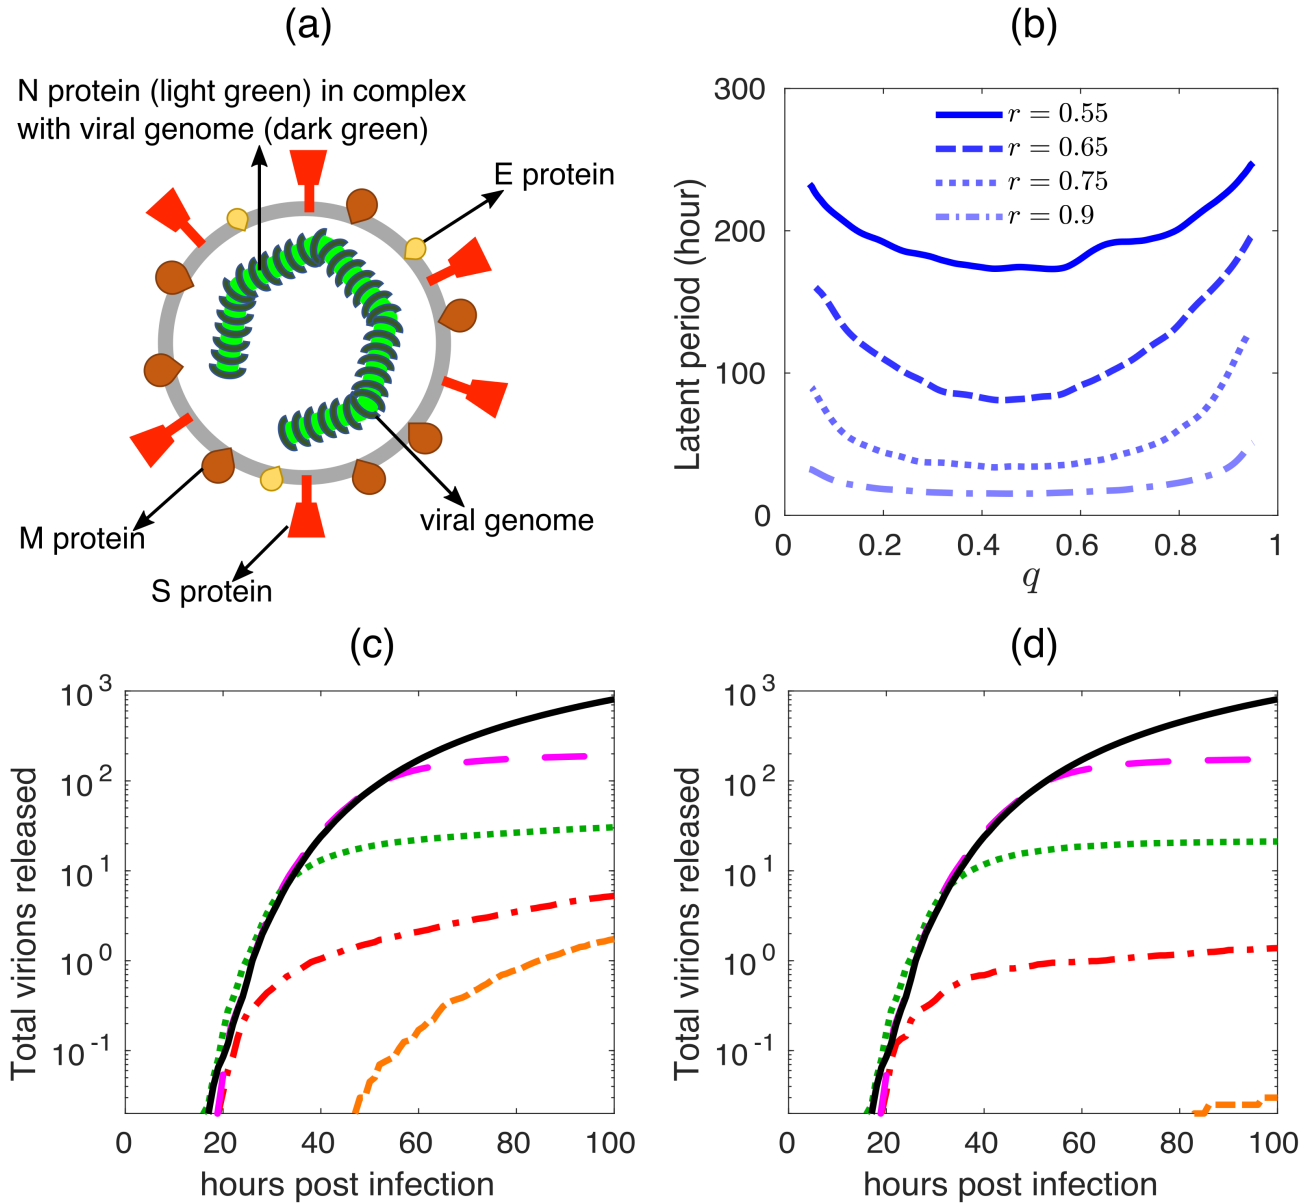 (a)
N protein (light green) in complex
with viral genome (dark green)
E protein
M protein
S protein
viral genome
(b)
Latent period (hour)
300
200
100
0
r = 0.55
r = 0.65
r = 0.75
r = 0.9
0 0.2 0.4 0.6 0.8 1
q
(c)
Total virions released
10^3
10^2
10^1
10^0
10^-1
0 20 40 60 80 100
hours post infection
(d)
Total virions released
10^3
10^2
10^1
10^0
10^-1
0 20 40 60 80 100
hours post infection